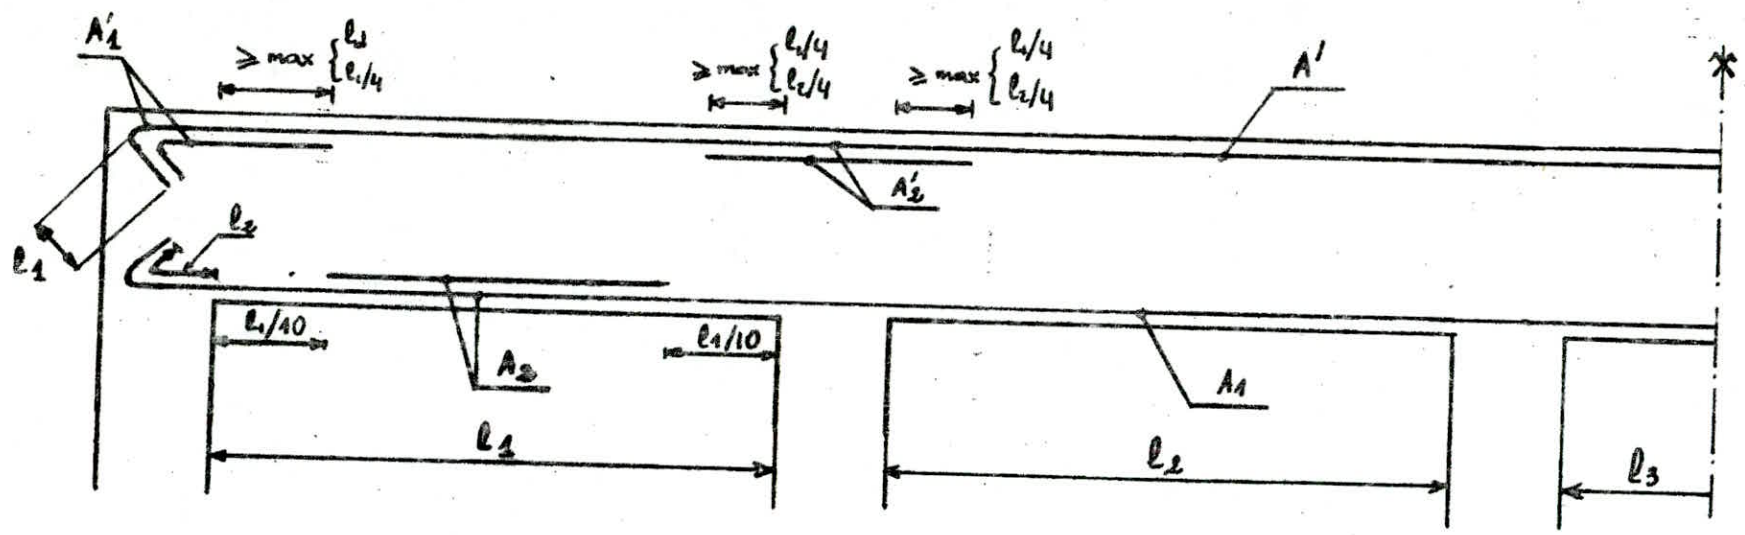 A'1
≥ max { ld
l1/4
≥ max { l1/4
l2/4
≥ max { l1/4
l2/4
A'
A'2
l1
l2
l1/10
l1/10
A2
A1
l1
l2
l3